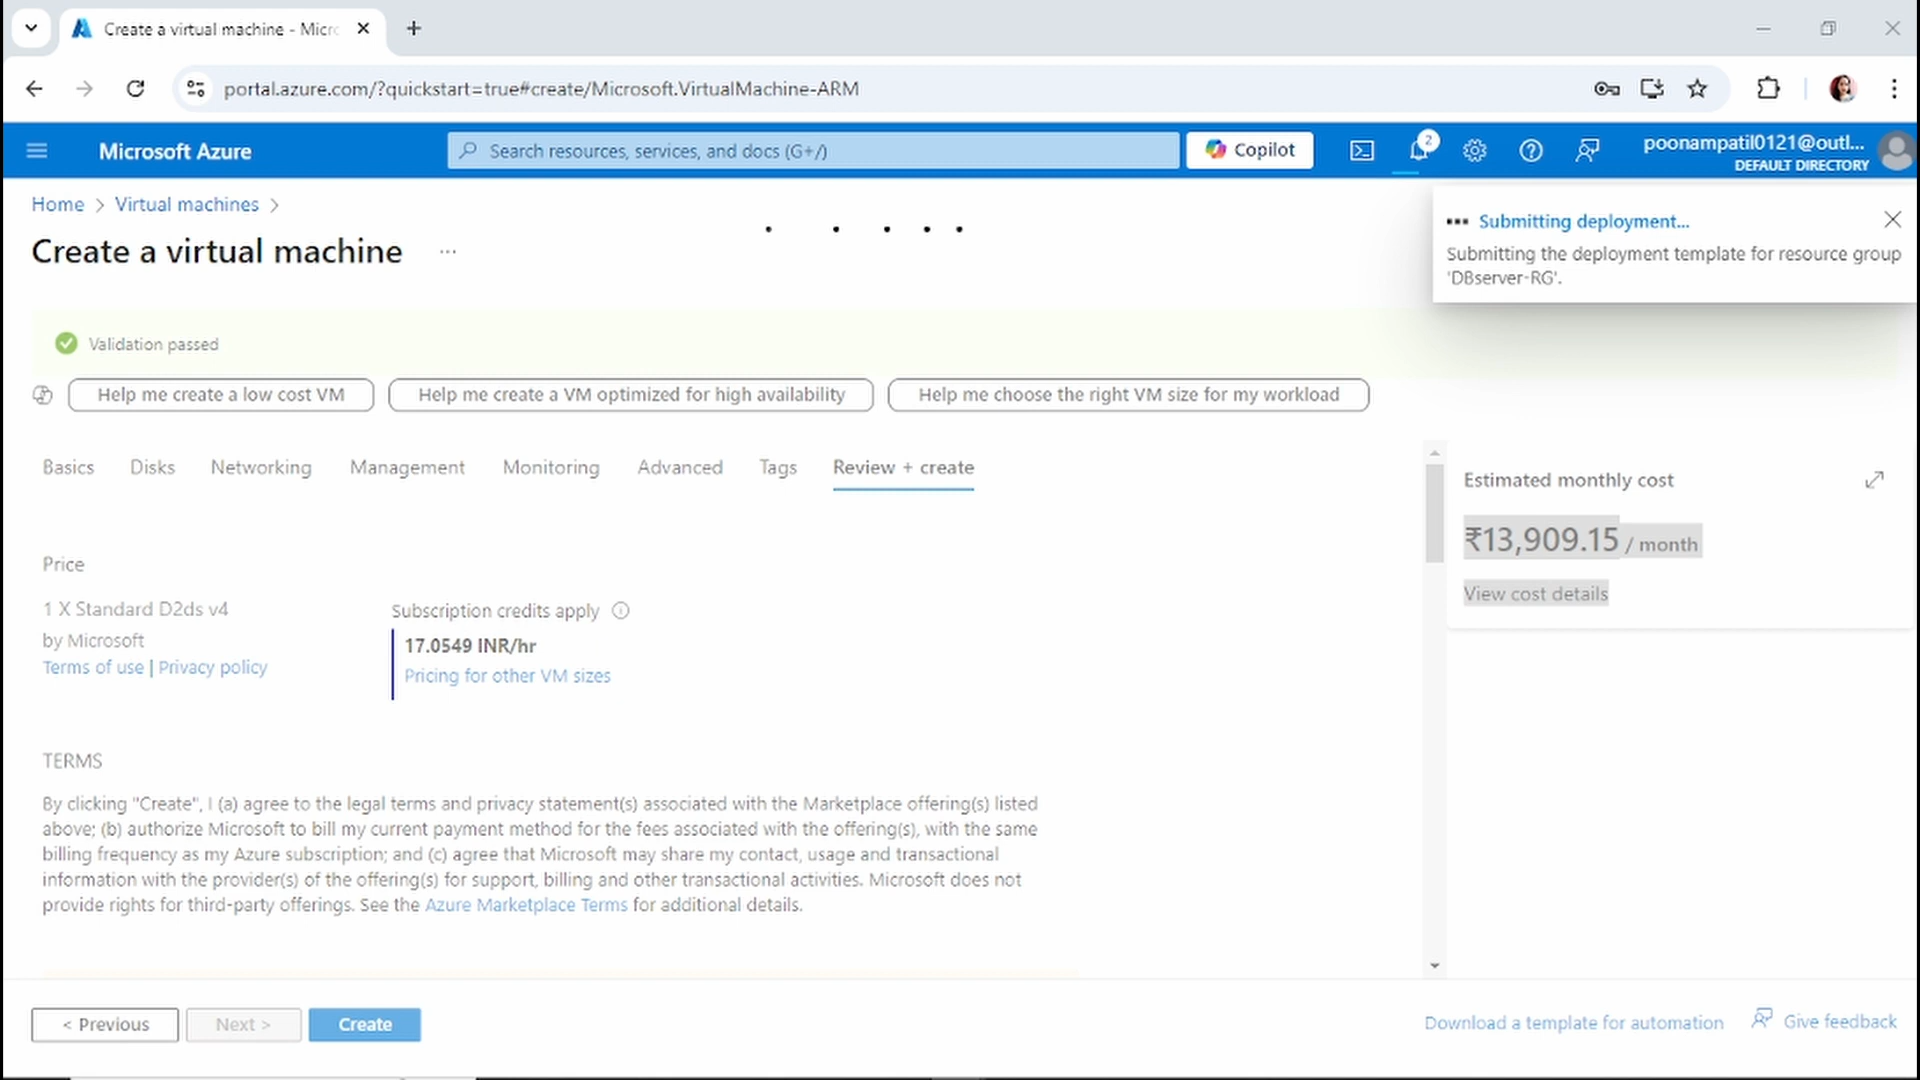 Create a virtual machine - Micro
portal.azure.com/?quickstart=true#create/Microsoft.VirtualMachine-ARM
Microsoft Azure
Search resources, services, and docs (G+/)
Copilot
2
poonampatil0121@outl...
DEFAULT DIRECTORY
Home > Virtual machines >
Create a virtual machine ...
Submitting deployment...
Submitting the deployment template for resource group
'DBserver-RG'.
Validation passed
Help me create a low cost VM
Help me create a VM optimized for high availability
Help me choose the right VM size for my workload
Basics Disks Networking Management Monitoring Advanced Tags Review + create
Estimated monthly cost
₹13,909.15 / month
View cost details
Price
1 X Standard D2ds v4
by Microsoft
Terms of use | Privacy policy
Subscription credits apply
17.0549 INR/hr
Pricing for other VM sizes
TERMS
By clicking "Create", I (a) agree to the legal terms and privacy statement(s) associated with the Marketplace offering(s) listed
above; (b) authorize Microsoft to bill my current payment method for the fees associated with the offering(s), with the same
billing frequency as my Azure subscription; and (c) agree that Microsoft may share my contact, usage and transactional
information with the provider(s) of the offering(s) for support, billing and other transactional activities. Microsoft does not
provide rights for third-party offerings. See the Azure Marketplace Terms for additional details.
< Previous
Next >
Create
Download a template for automation
Give feedback